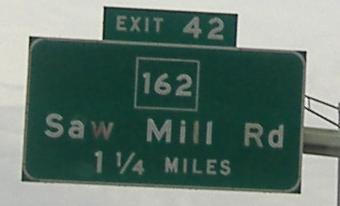 EXIT 42
162
Saw Mill Rd
1 1/4 MILES